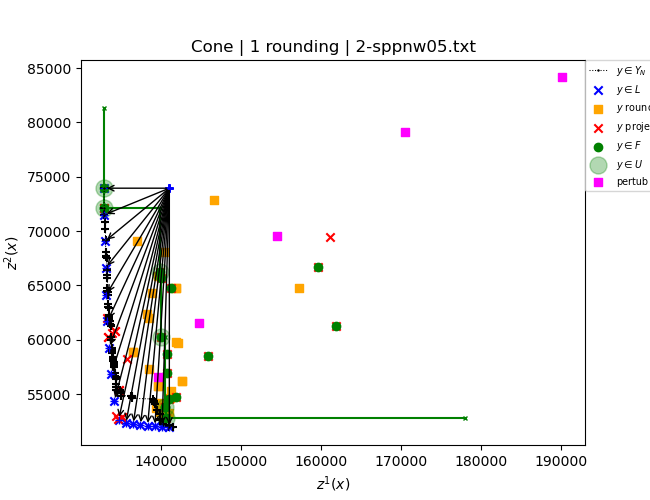 Cone | 1 rounding | 2-sppnw05.txt
85000
80000
75000
70000
65000
60000
55000
z²(x)
140000 150000 160000 170000 180000 190000
z¹(x)
y ∈ Y_N
y ∈ L
y roun
y proje
y ∈ F
y ∈ U
pertub